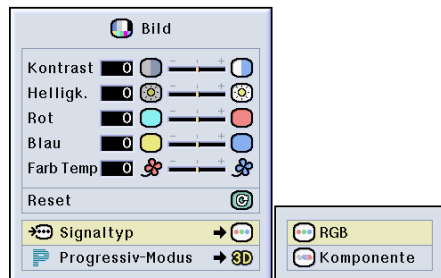 Bild
Kontrast 0 - +
Helligk. 0 - +
Rot 0 - +
Blau 0 - +
Farb Temp 0 - +
Reset
Signaltyp
RGB
P Progressiv-Modus 3D
Komponente